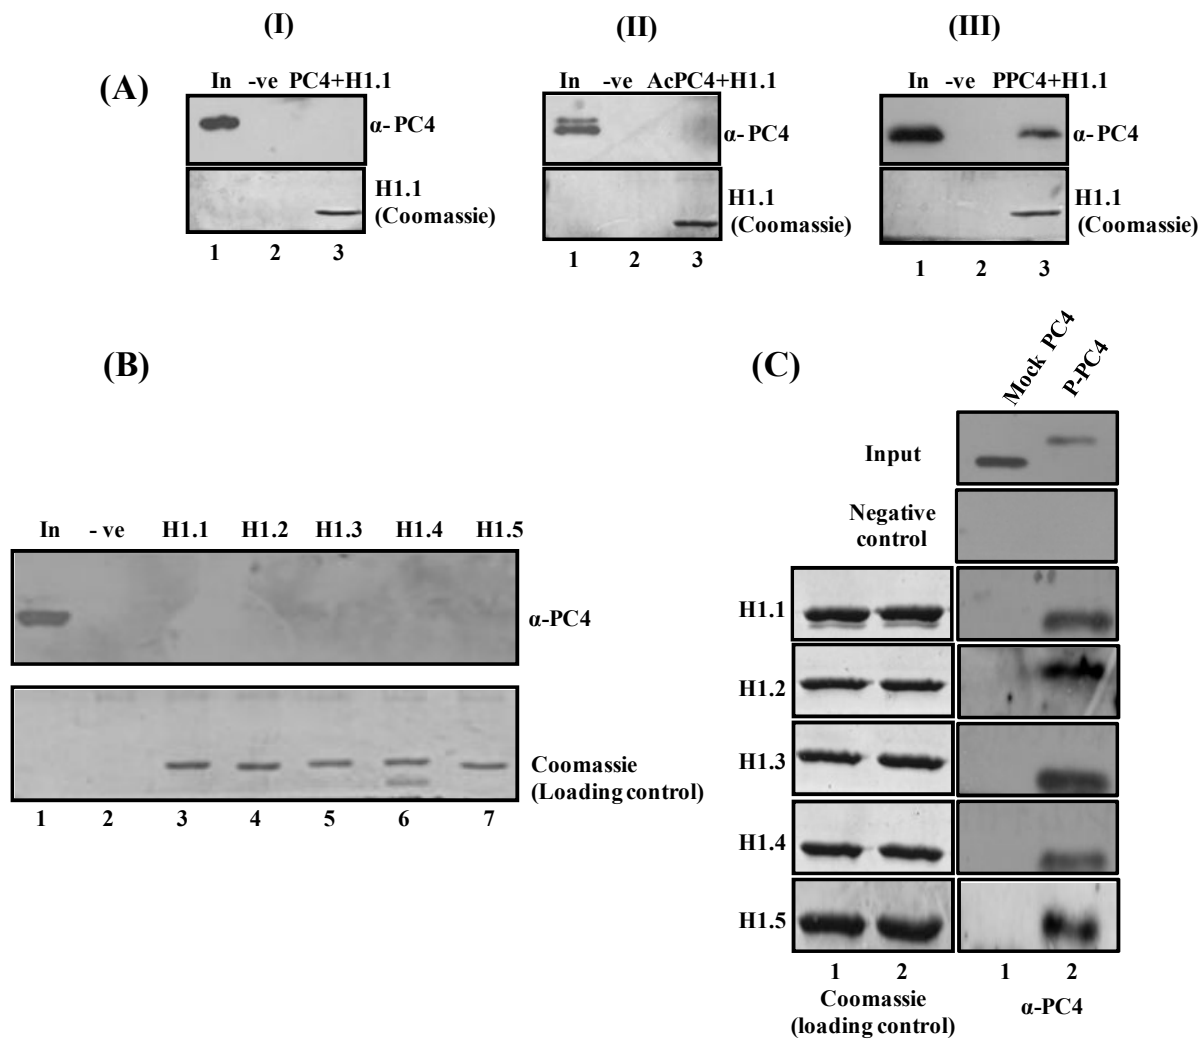 (I) (II) (III)
(A)
In -ve PC4+H1.1
α- PC4
H1.1
(Coomassie)
1 2 3
In -ve AcPC4+H1.1
α-PC4
H1.1
(Coomassie)
1 2 3
In -ve PPC4+H1.1
α-PC4
H1.1
(Coomassie)
1 2 3
(B)
In - ve H1.1 H1.2 H1.3 H1.4 H1.5
α-PC4
Coomassie
(Loading control)
1 2 3 4 5 6 7
(C)
Mock PC4
P-PC4
Input
Negative
control
H1.1
H1.2
H1.3
H1.4
H1.5
1 2 1 2
Coomassie
(loading control)
α-PC4